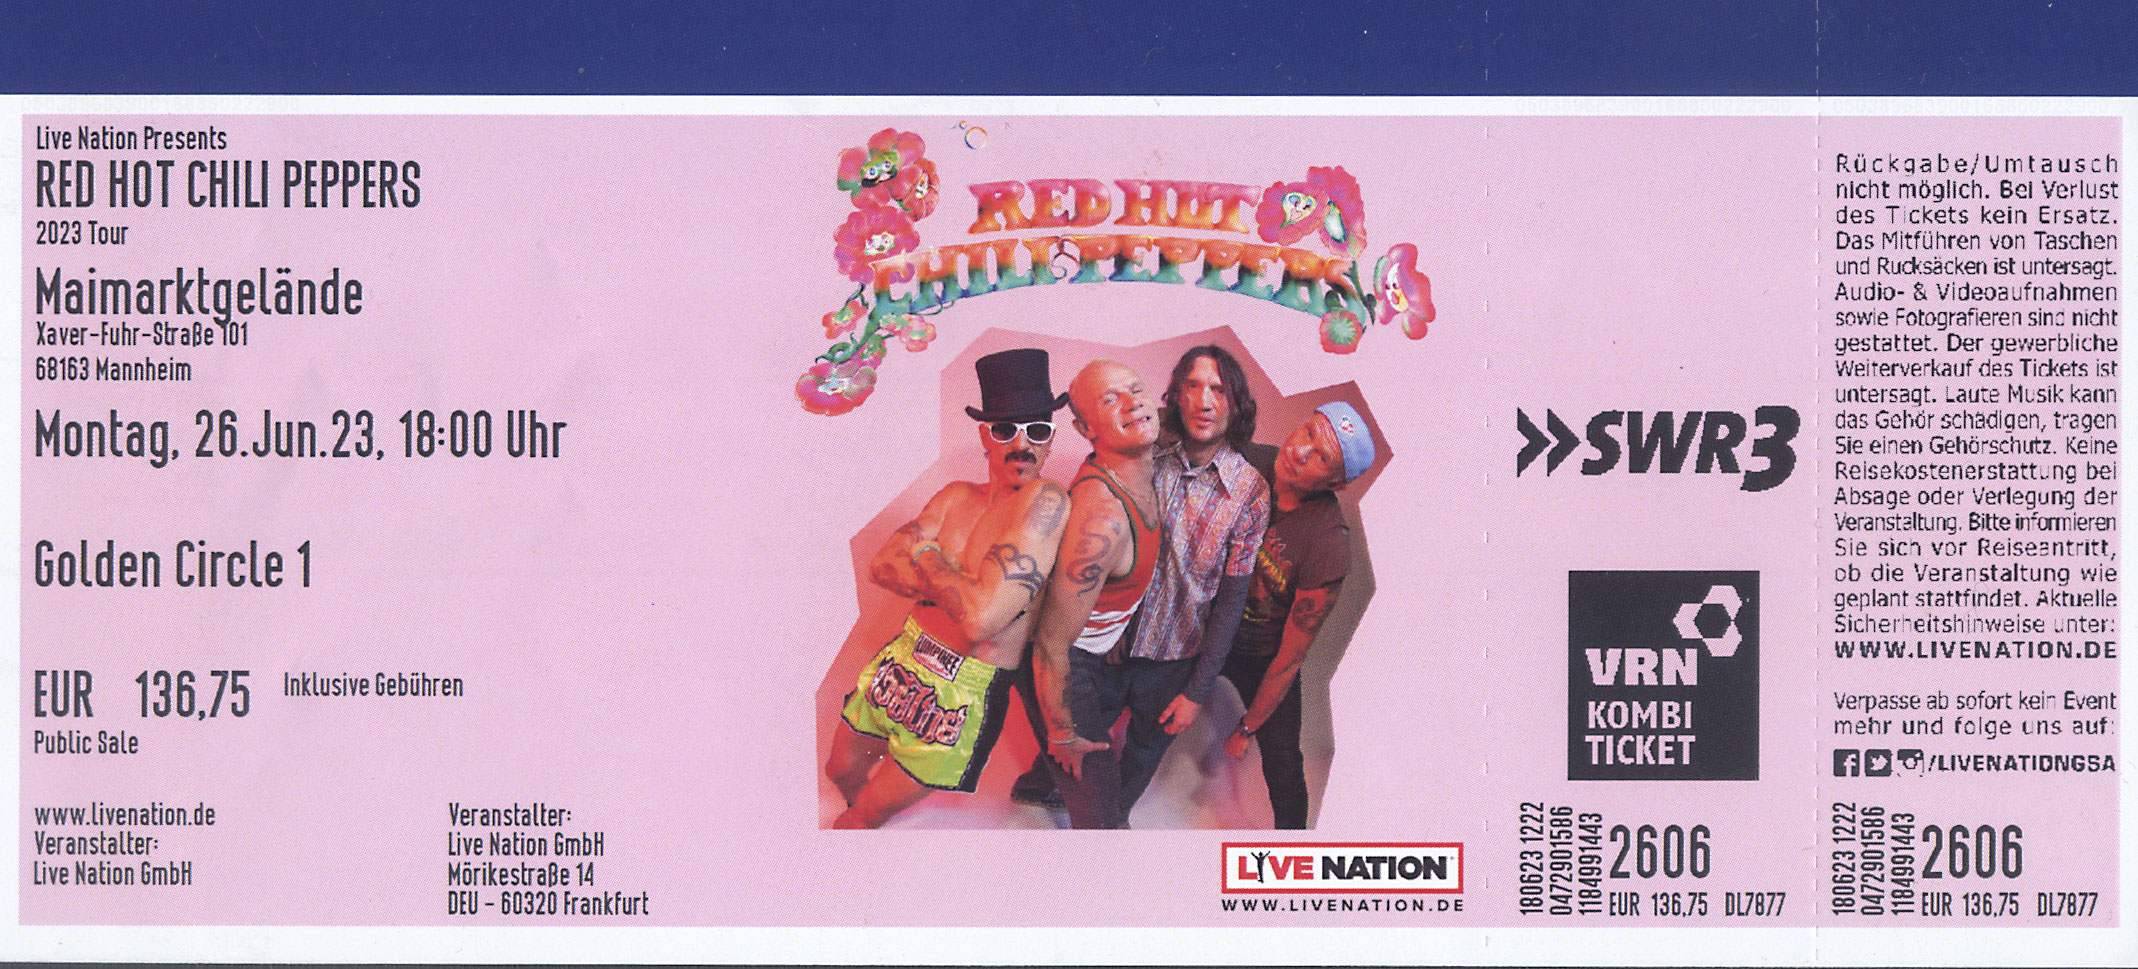 Live Nation Presents
RED HOT CHILI PEPPERS
2023 Tour
Maimarktgelände
Xaver-Fuhr-Straße 101
68163 Mannheim
Montag, 26.Jun.23, 18:00 Uhr
Golden Circle 1
EUR 136,75 Inklusive Gebühren
Public Sale
www.livenation.de
Veranstalter:
Live Nation GmbH
Veranstalter:
Live Nation GmbH
Mörikestraße 14
DEU - 60320 Frankfurt
RED HOT
CHILI PEPPERS
LUMPINEE
LIVE NATION
WWW.LIVENATION.DE
SWR3
VRN
KOMBI
TICKET
180623 1222
0472901586
1184991443
2606
EUR 136,75 DL7877
Rückgabe/Umtausch
nicht möglich. Bei Verlust
des Tickets kein Ersatz.
Das Mitführen von Taschen
und Rucksäcken ist untersagt.
Audio- & Videoaufnahmen
sowie Fotografieren sind nicht
gestattet. Der gewerbliche
Weiterverkauf des Tickets ist
untersagt. Laute Musik kann
das Gehör schädigen, tragen
Sie einen Gehörschutz. Keine
Reisekostenerstattung bei
Absage oder Verlegung der
Veranstaltung. Bitte informieren
Sie sich vor Reiseantritt,
ob die Veranstaltung wie
geplant stattfindet. Aktuelle
Sicherheitshinweise unter:
WWW.LIVENATION.DE
Verpasse ab sofort kein Event
mehr und folge uns auf:
/LIVENATIONGSA
180623 1222
0472901586
1184991443
2606
EUR 136,75 DL7877